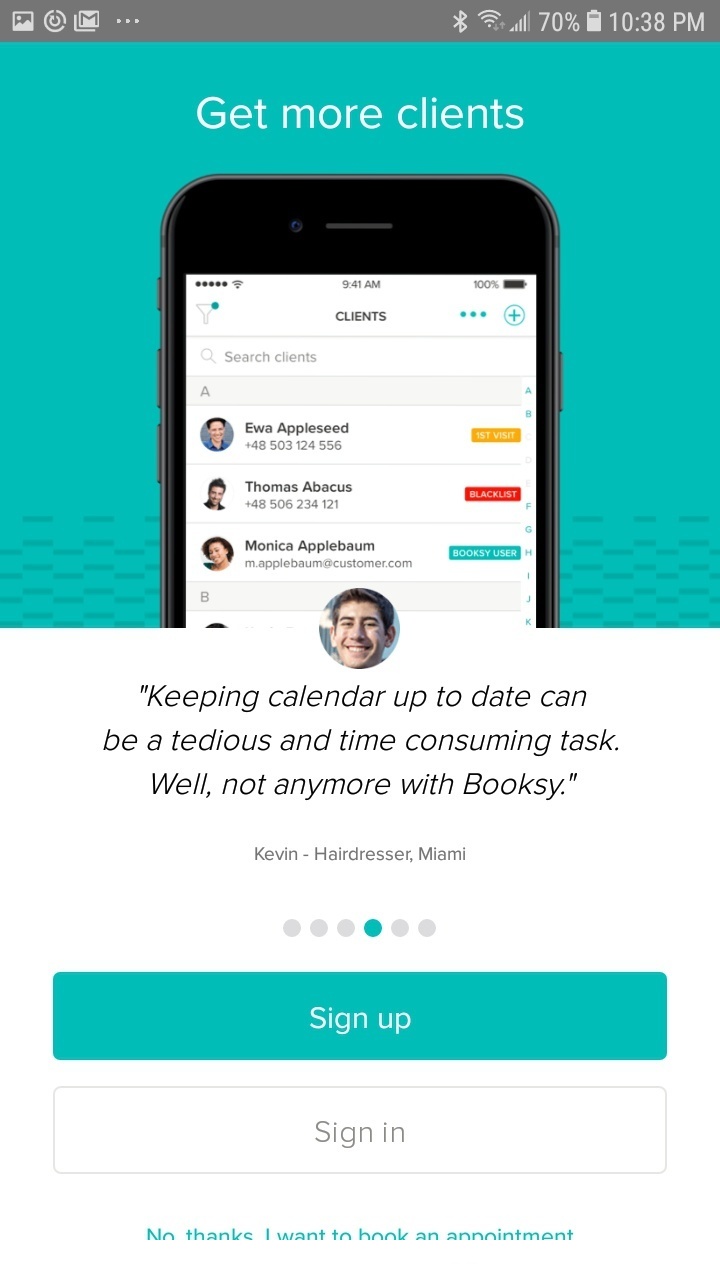 70% 10:38 PM
Get more clients
9:41 AM 100%
CLIENTS
Search clients
A
Ewa Appleseed
+48 503 124 556
1ST VISIT
Thomas Abacus
+48 506 234 121
BLACKLIST
Monica Applebaum
m.applebaum@customer.com
BOOKSY USER
B
A
B
F
G
H
I
J
K
"Keeping calendar up to date can
be a tedious and time consuming task.
Well, not anymore with Booksy."
Kevin - Hairdresser, Miami
Sign up
Sign in
No, thanks, I want to book an appointment